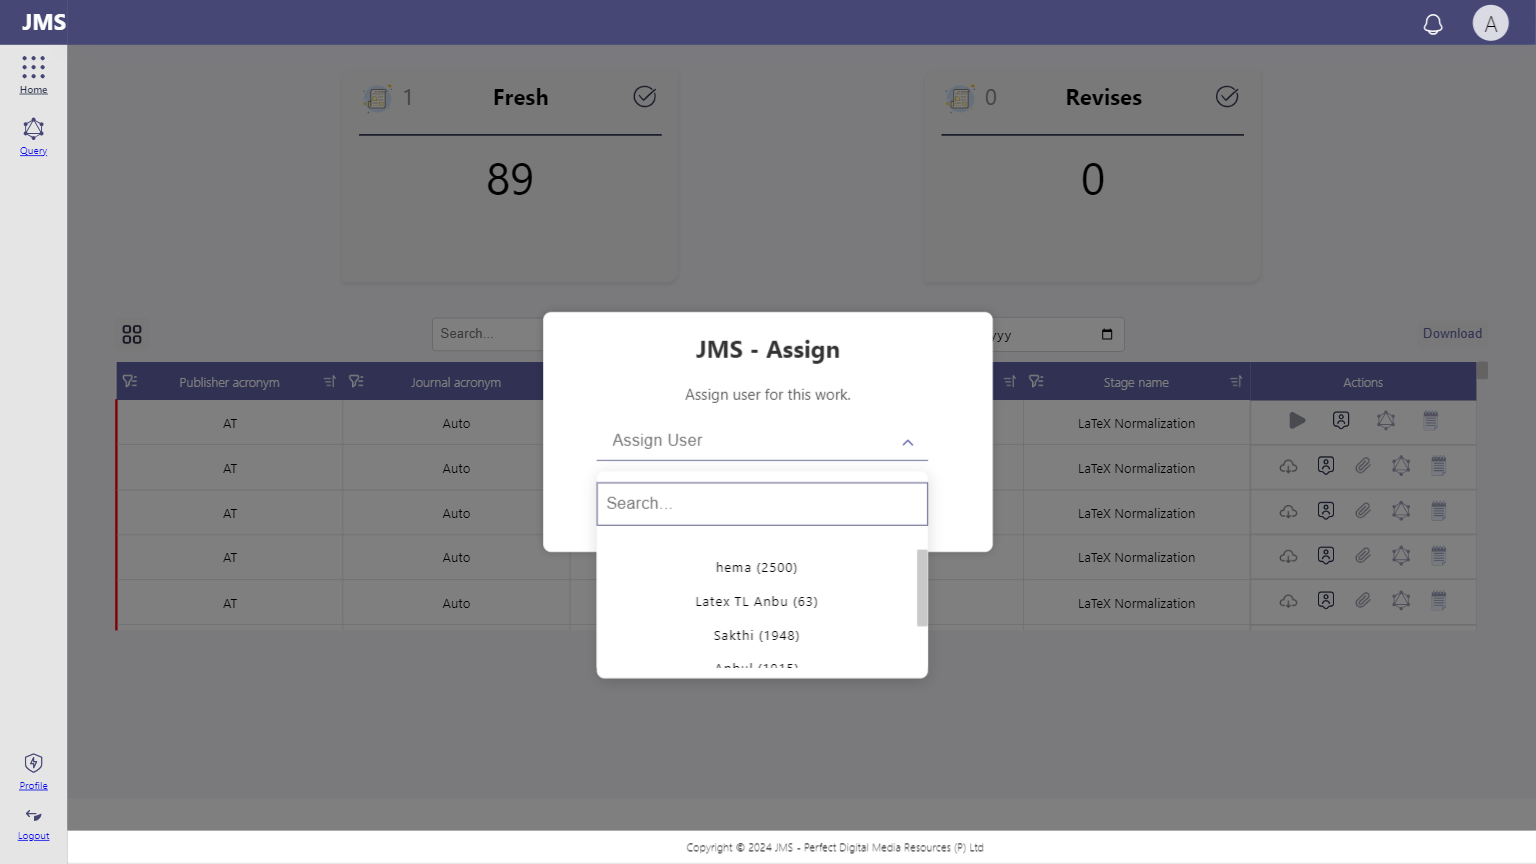 JMS
A
Home
Query
1 Fresh
89
0 Revises
0
Search...
yyy
Download
JMS - Assign
Assign user for this work.
Assign User
Search...
hema (2500)
Latex TL Anbu (63)
Sakthi (1948)
Publisher acronym Journal acronym Stage name Actions
AT Auto LaTeX Normalization
AT Auto LaTeX Normalization
AT Auto LaTeX Normalization
AT Auto LaTeX Normalization
AT Auto LaTeX Normalization
Profile
Logout
Copyright © 2024 JMS - Perfect Digital Media Resources (P) Ltd